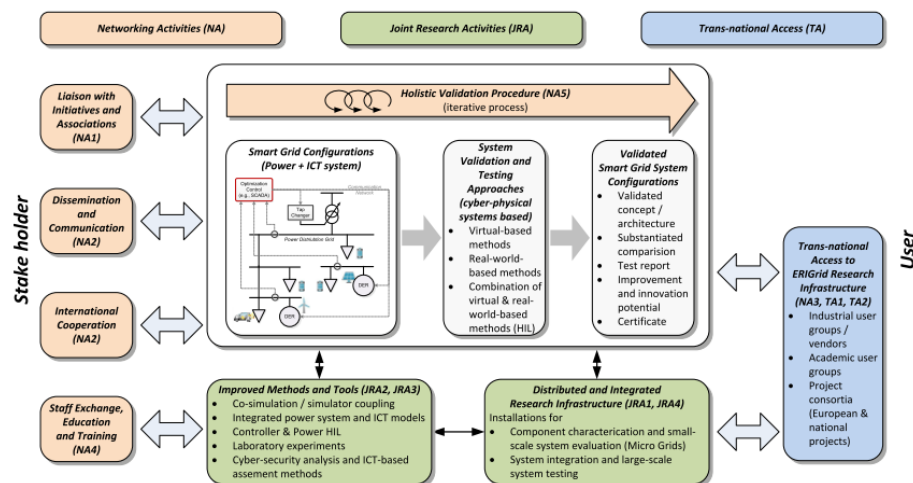 Networking Activities (NA)
Joint Research Activities (JRA)
Trans-national Access (TA)
Stake holder
Liaison with
Initiatives and
Associations
(NA1)
Dissemination
and
Communication
(NA2)
International
Cooperation
(NA2)
Staff Exchange,
Education
and Training
(NA4)
Holistic Validation Procedure (NA5)
(iterative process)
Smart Grid Configurations
(Power + ICT system)
Optimization
Control
(e.g., SCADA)
Communication
Network
Tap
Changer
Power Distribution Grid
DER
DER
System
Validation and
Testing
Approaches
(cyber-physical
systems based)
• Virtual-based
methods
• Real-world-
based methods
• Combination of
virtual & real-
world-based
methods (HIL)
Validated
Smart Grid System
Configurations
• Validated
concept /
architecture
• Substantiated
comparision
• Test report
• Improvement
and innovation
potential
• Certificate
Improved Methods and Tools (JRA2, JRA3)
• Co-simulation / simulator coupling
• Integrated power system and ICT models
• Controller & Power HIL
• Laboratory experiments
• Cyber-security analysis and ICT-based
assement methods
Distributed and Integrated
Research Infrastructure (JRA1, JRA4)
Installations for
• Component characterication and small-
scale system evaluation (Micro Grids)
• System integration and large-scale
system testing
Trans-national
Access to
ERIGrid Research
Infrastructure
(NA3, TA1, TA2)
• Industrial user
groups /
vendors
• Academic user
groups
• Project
consortia
(European &
national
projects)
User